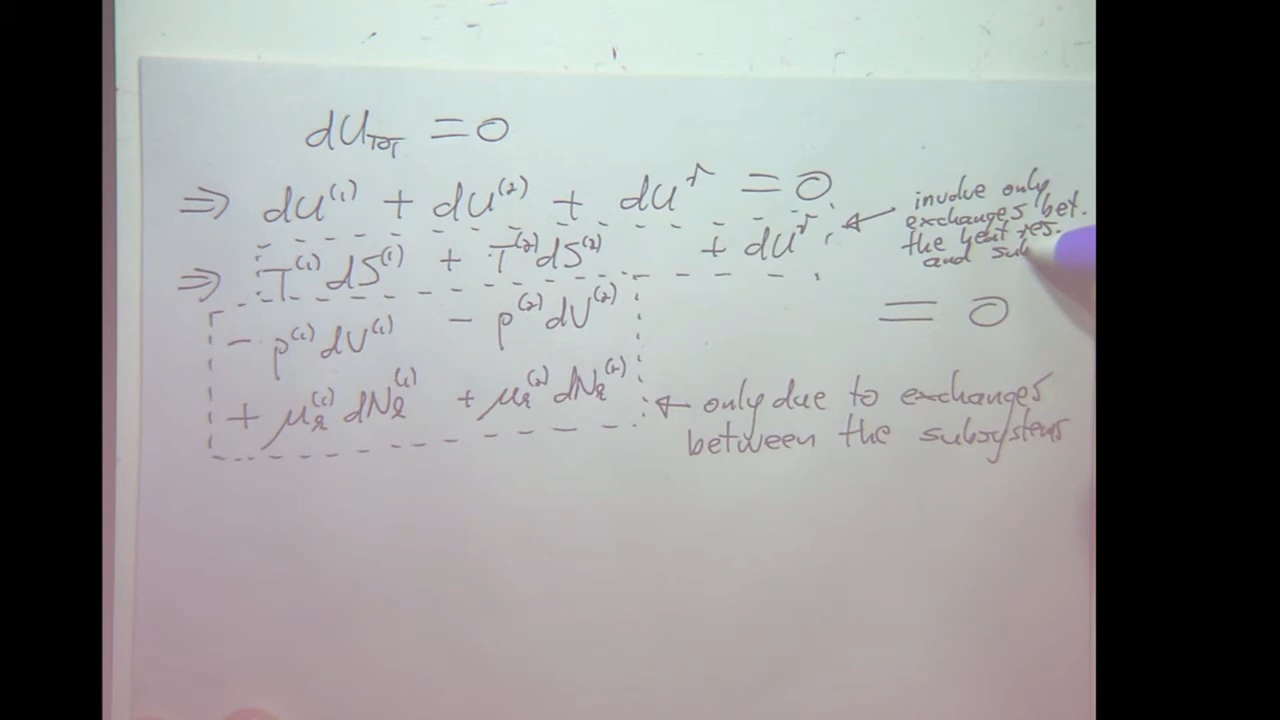 dU_TOT = 0
⇒ dU^(1) + dU^(2) + dU^r = 0
⇒ T^(1) dS^(1) + T^(2) dS^(2) + dU^r
← involve only
exchanges bet.
the heat res.
and
- P^(1) dV^(1) - P^(2) dV^(2) = 0
+ μ_k^(1) dN_k^(1) + μ_k^(2) dN_k^(2) ← only due to exchanges
between the subsystems